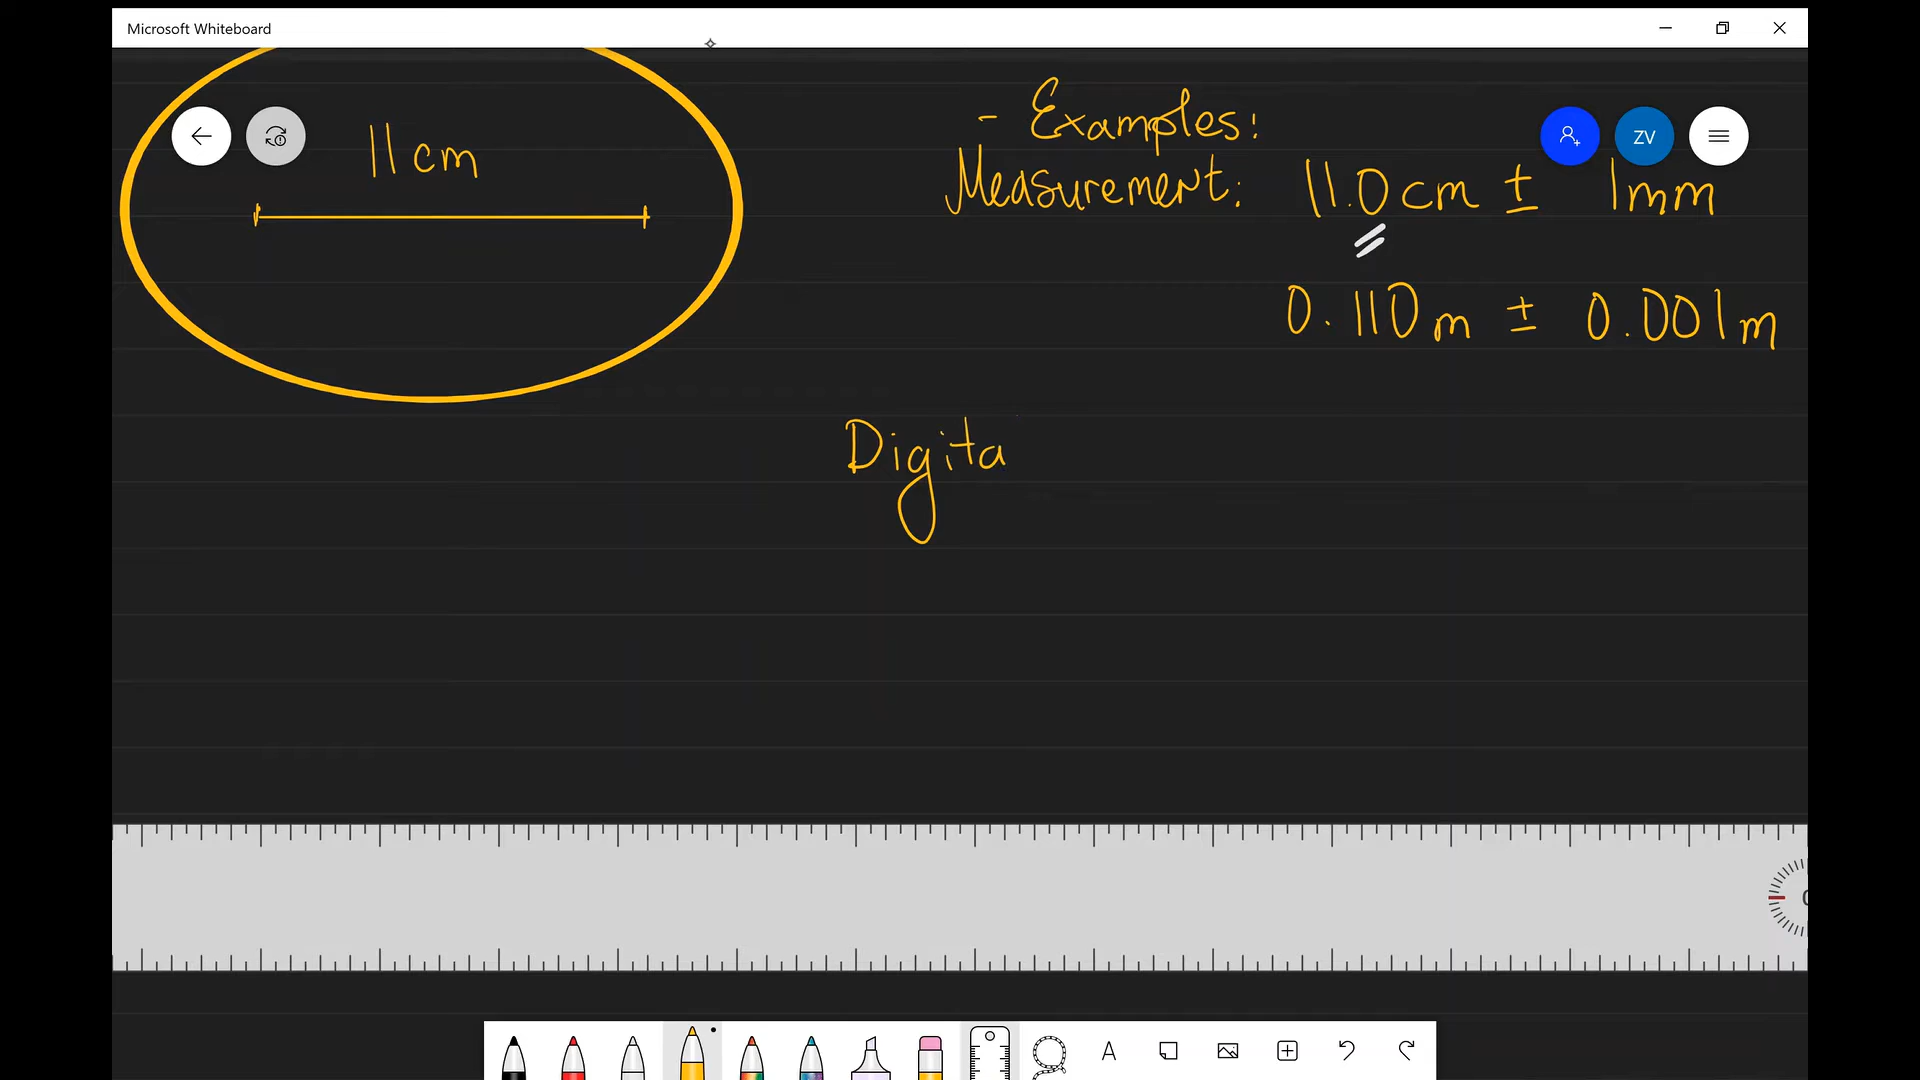 Microsoft Whiteboard
11 cm
- Examples:
Measurement: 11.0 cm ± 1mm
0.110 m ± 0.001 m
Digita
ZV
A